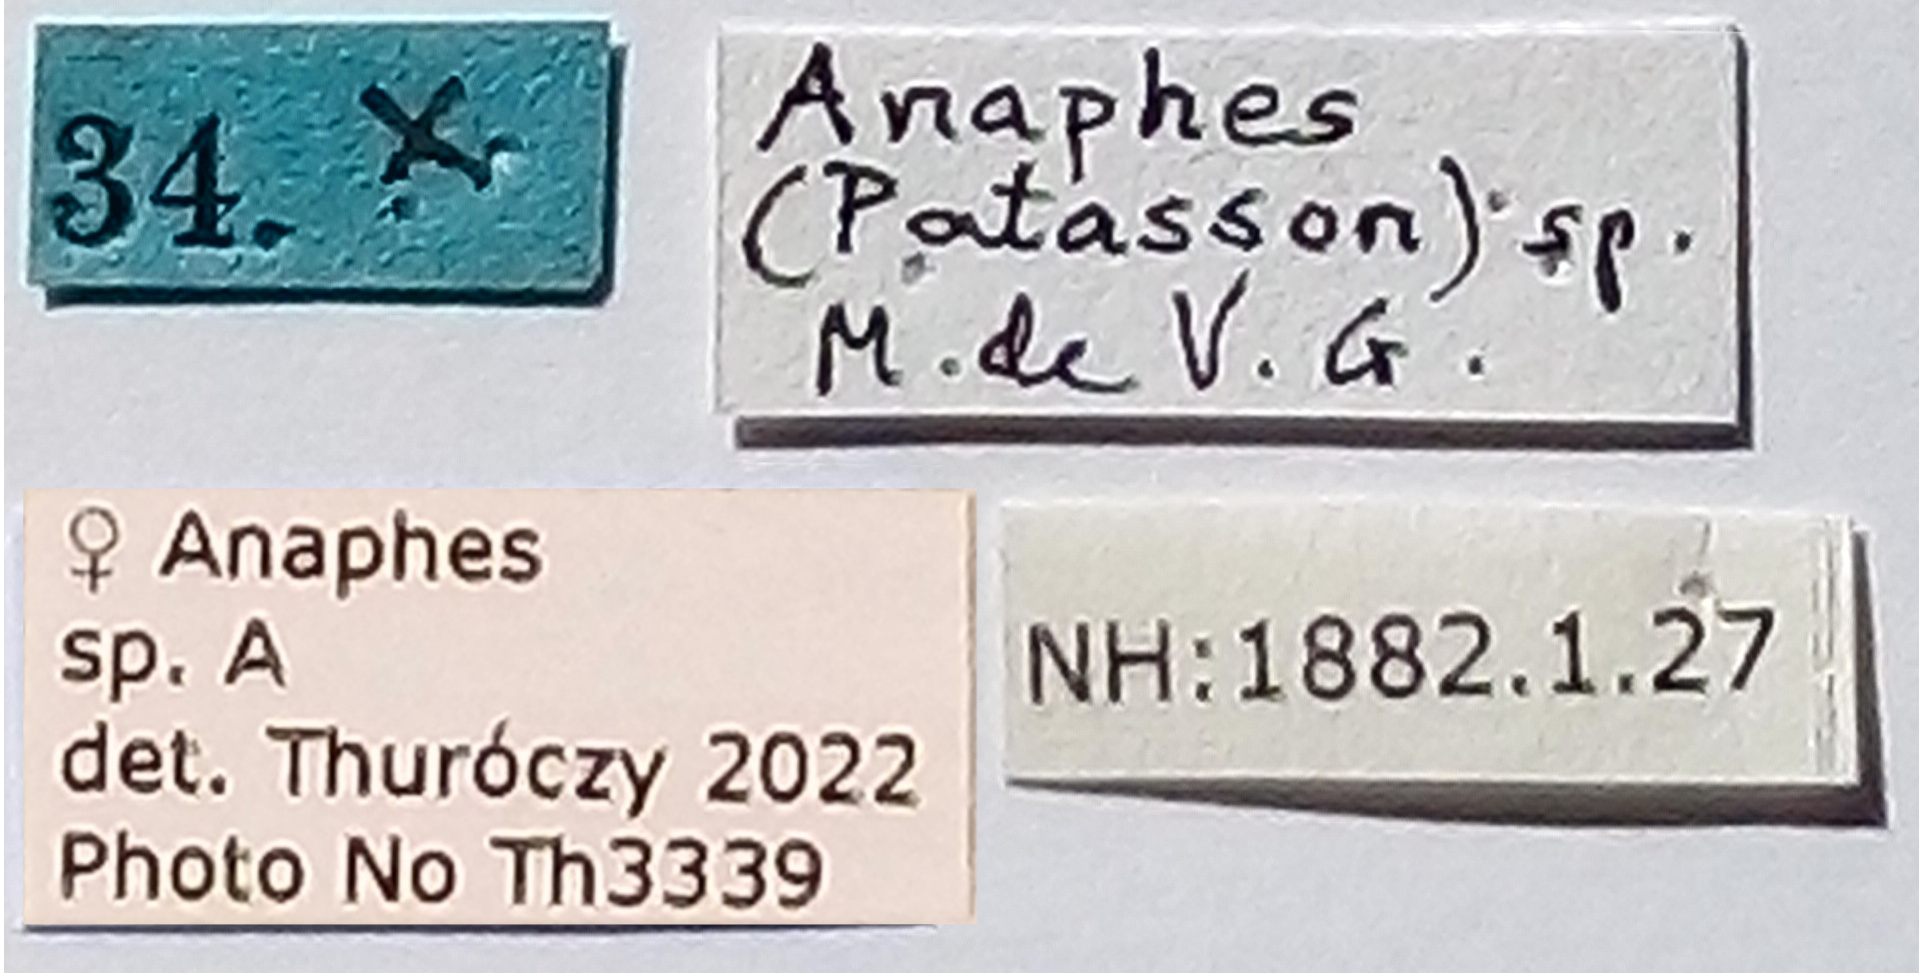 34. X
Anaphes
(Patasson) sp.
M. de V. G.
♀ Anaphes
sp. A
det. Thuróczy 2022
Photo No Th3339
NH:1882.1.27